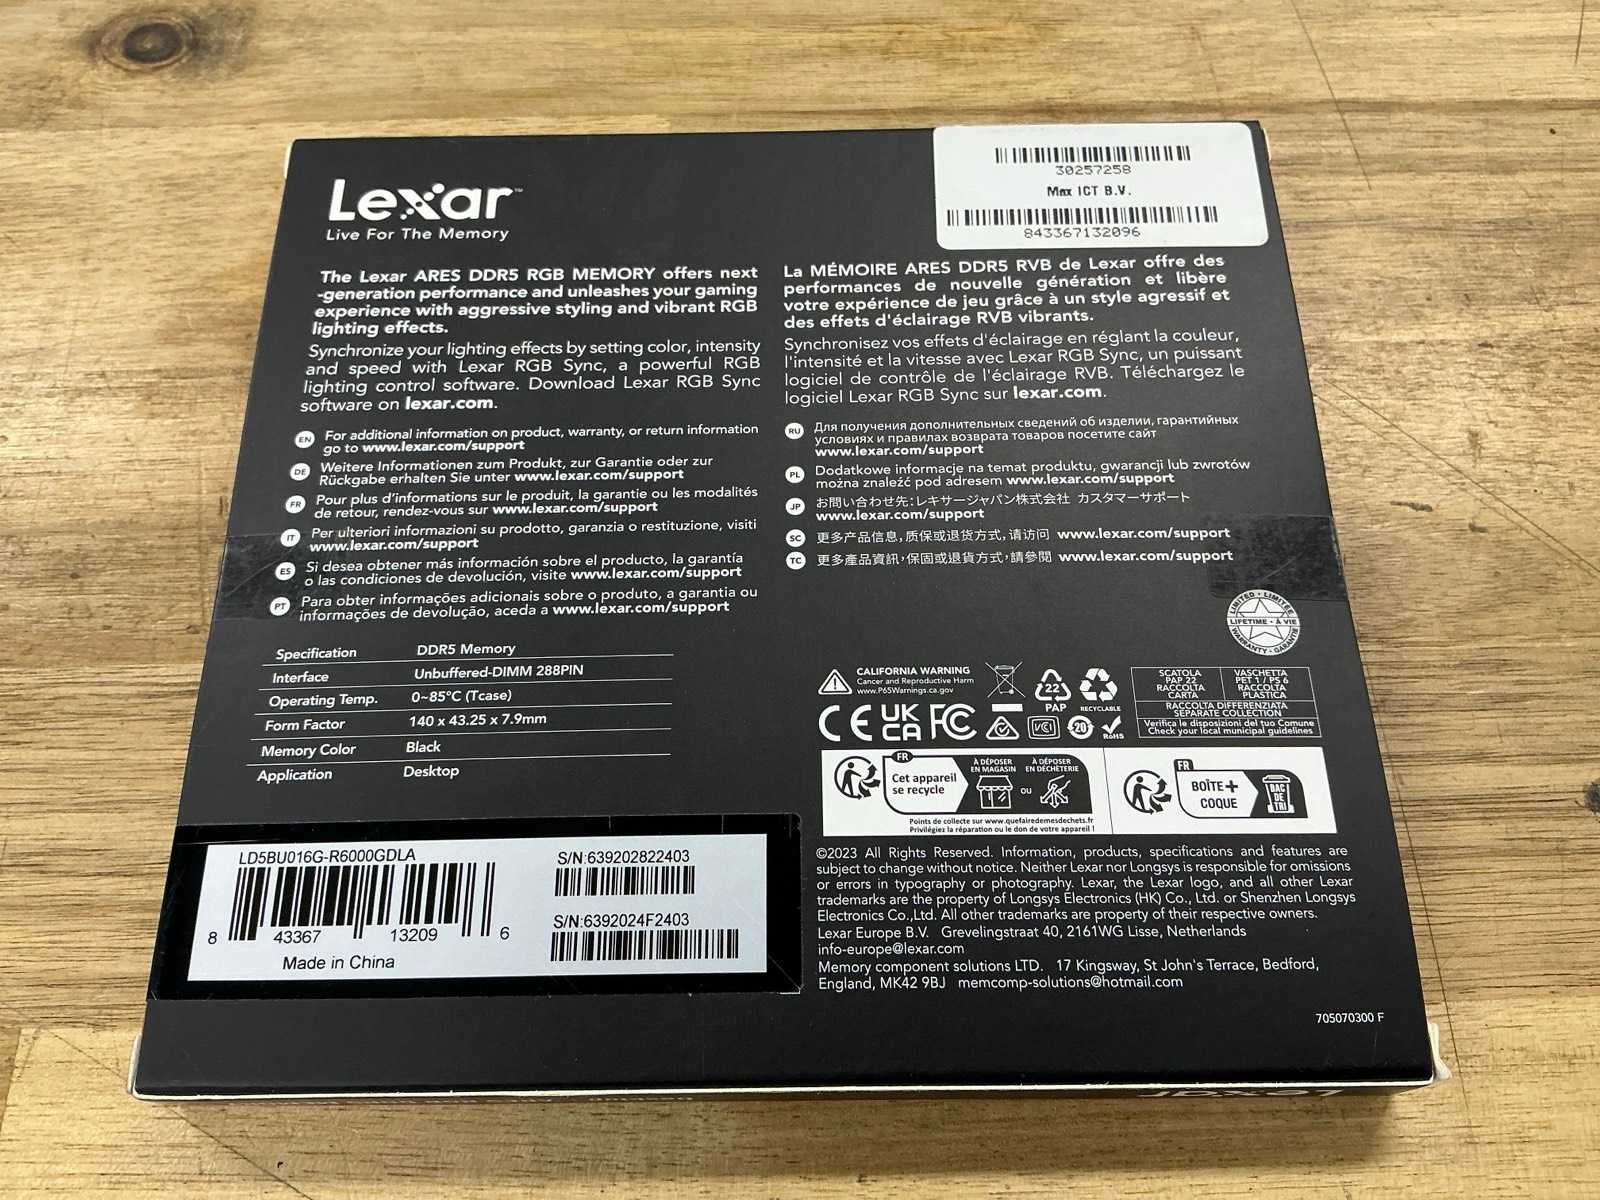 Lexar™
Live For The Memory
30257258
Max ICT B.V.
843367132096
The Lexar ARES DDR5 RGB MEMORY offers next
-generation performance and unleashes your gaming
experience with aggressive styling and vibrant RGB
lighting effects.
Synchronize your lighting effects by setting color, intensity
and speed with Lexar RGB Sync, a powerful RGB
lighting control software. Download Lexar RGB Sync
software on lexar.com.
La MÉMOIRE ARES DDR5 RVB de Lexar offre des
performances de nouvelle génération et libère
votre expérience de jeu grâce à un style agressif et
des effets d'éclairage RVB vibrants.
Synchronisez vos effets d'éclairage en réglant la couleur,
l'intensité et la vitesse avec Lexar RGB Sync, un puissant
logiciel de contrôle de l'éclairage RVB. Téléchargez le
logiciel Lexar RGB Sync sur lexar.com.
EN For additional information on product, warranty, or return information
go to www.lexar.com/support
DE Weitere Informationen zum Produkt, zur Garantie oder zur
Rückgabe erhalten Sie unter www.lexar.com/support
FR Pour plus d'informations sur le produit, la garantie ou les modalités
de retour, rendez-vous sur www.lexar.com/support
IT Per ulteriori informazioni su prodotto, garanzia o restituzione, visiti
www.lexar.com/support
ES Si desea obtener más información sobre el producto, la garantía
o las condiciones de devolución, visite www.lexar.com/support
PT Para obter informações adicionais sobre o produto, a garantia ou
informações de devolução, aceda a www.lexar.com/support
RU Для получения дополнительных сведений об изделии, гарантийных
условиях и правилах возврата товаров посетите сайт
www.lexar.com/support
PL Dodatkowe informacje na temat produktu, gwarancji lub zwrotów
można znaleźć pod adresem www.lexar.com/support
JP お問い合わせ先：レキサージャパン株式会社 カスタマーサポート
www.lexar.com/support
SC 更多产品信息，质保或退货方式，请访问 www.lexar.com/support
TC 更多產品資訊，保固或退貨方式，請參閱 www.lexar.com/support
LIMITED • LIMITÉE
LIFETIME • À VIE
WARRANTY • GARANTIE
Specification DDR5 Memory
Interface Unbuffered-DIMM 288PIN
Operating Temp. 0~85°C (Tcase)
Form Factor 140 x 43.25 x 7.9mm
Memory Color Black
Application Desktop
CALIFORNIA WARNING
Cancer and Reproductive Harm
www.P65Warnings.ca.gov
22
PAP
RECYCLABLE
CE UK CA FC
VCI
20
RoHS
SCATOLA
PAP 22
RACCOLTA
CARTA
VASCHETTA
PET 1 / PS 6
RACCOLTA
PLASTICA
RACCOLTA DIFFERENZIATA
SEPARATE COLLECTION
Verifica le disposizioni del tuo Comune
Check your local municipal guidelines
FR
Cet appareil
se recycle
À DÉPOSER
EN MAGASIN
OU
À DÉPOSER
EN DÉCHÈTERIE
Points de collecte sur www.quefairedemesdechets.fr
Privilégiez la réparation ou le don de votre appareil !
FR
BOÎTE +
COQUE
BAC
DE
TRI
LD5BU016G-R6000GDLA
8 43367 13209 6
Made in China
S/N:639202822403
S/N:6392024F2403
©2023 All Rights Reserved. Information, products, specifications and features are
subject to change without notice. Neither Lexar nor Longsys is responsible for omissions
or errors in typography or photography. Lexar, the Lexar logo, and all other Lexar
trademarks are the property of Longsys Electronics (HK) Co., Ltd. or Shenzhen Longsys
Electronics Co.,Ltd. All other trademarks are property of their respective owners.
Lexar Europe B.V. Grevelingstraat 40, 2161WG Lisse, Netherlands
info-europe@lexar.com
Memory component solutions LTD. 17 Kingsway, St John's Terrace, Bedford,
England, MK42 9BJ memcomp-solutions@hotmail.com
705070300 F
Lexar